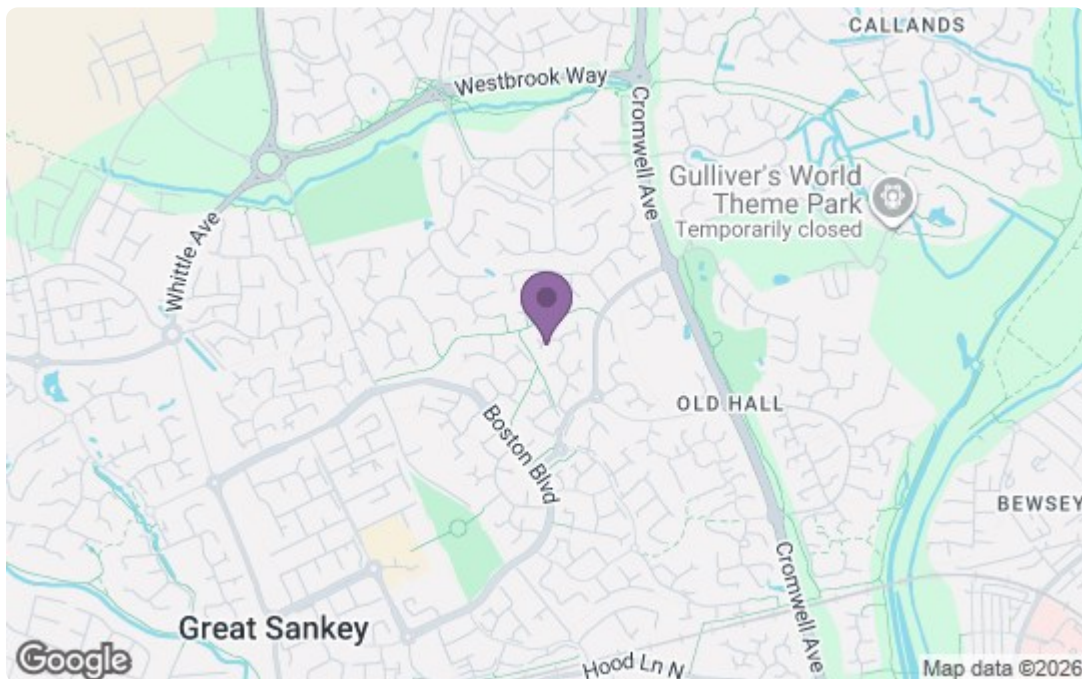 CALLANDS
Westbrook Way
Cromwell Ave
Gulliver's World
Theme Park
Temporarily closed
Whittle Ave
OLD HALL
Boston Blvd
BEWSEY
Cromwell Ave
Great Sankey
Hood Ln N
Google
Map data ©2026